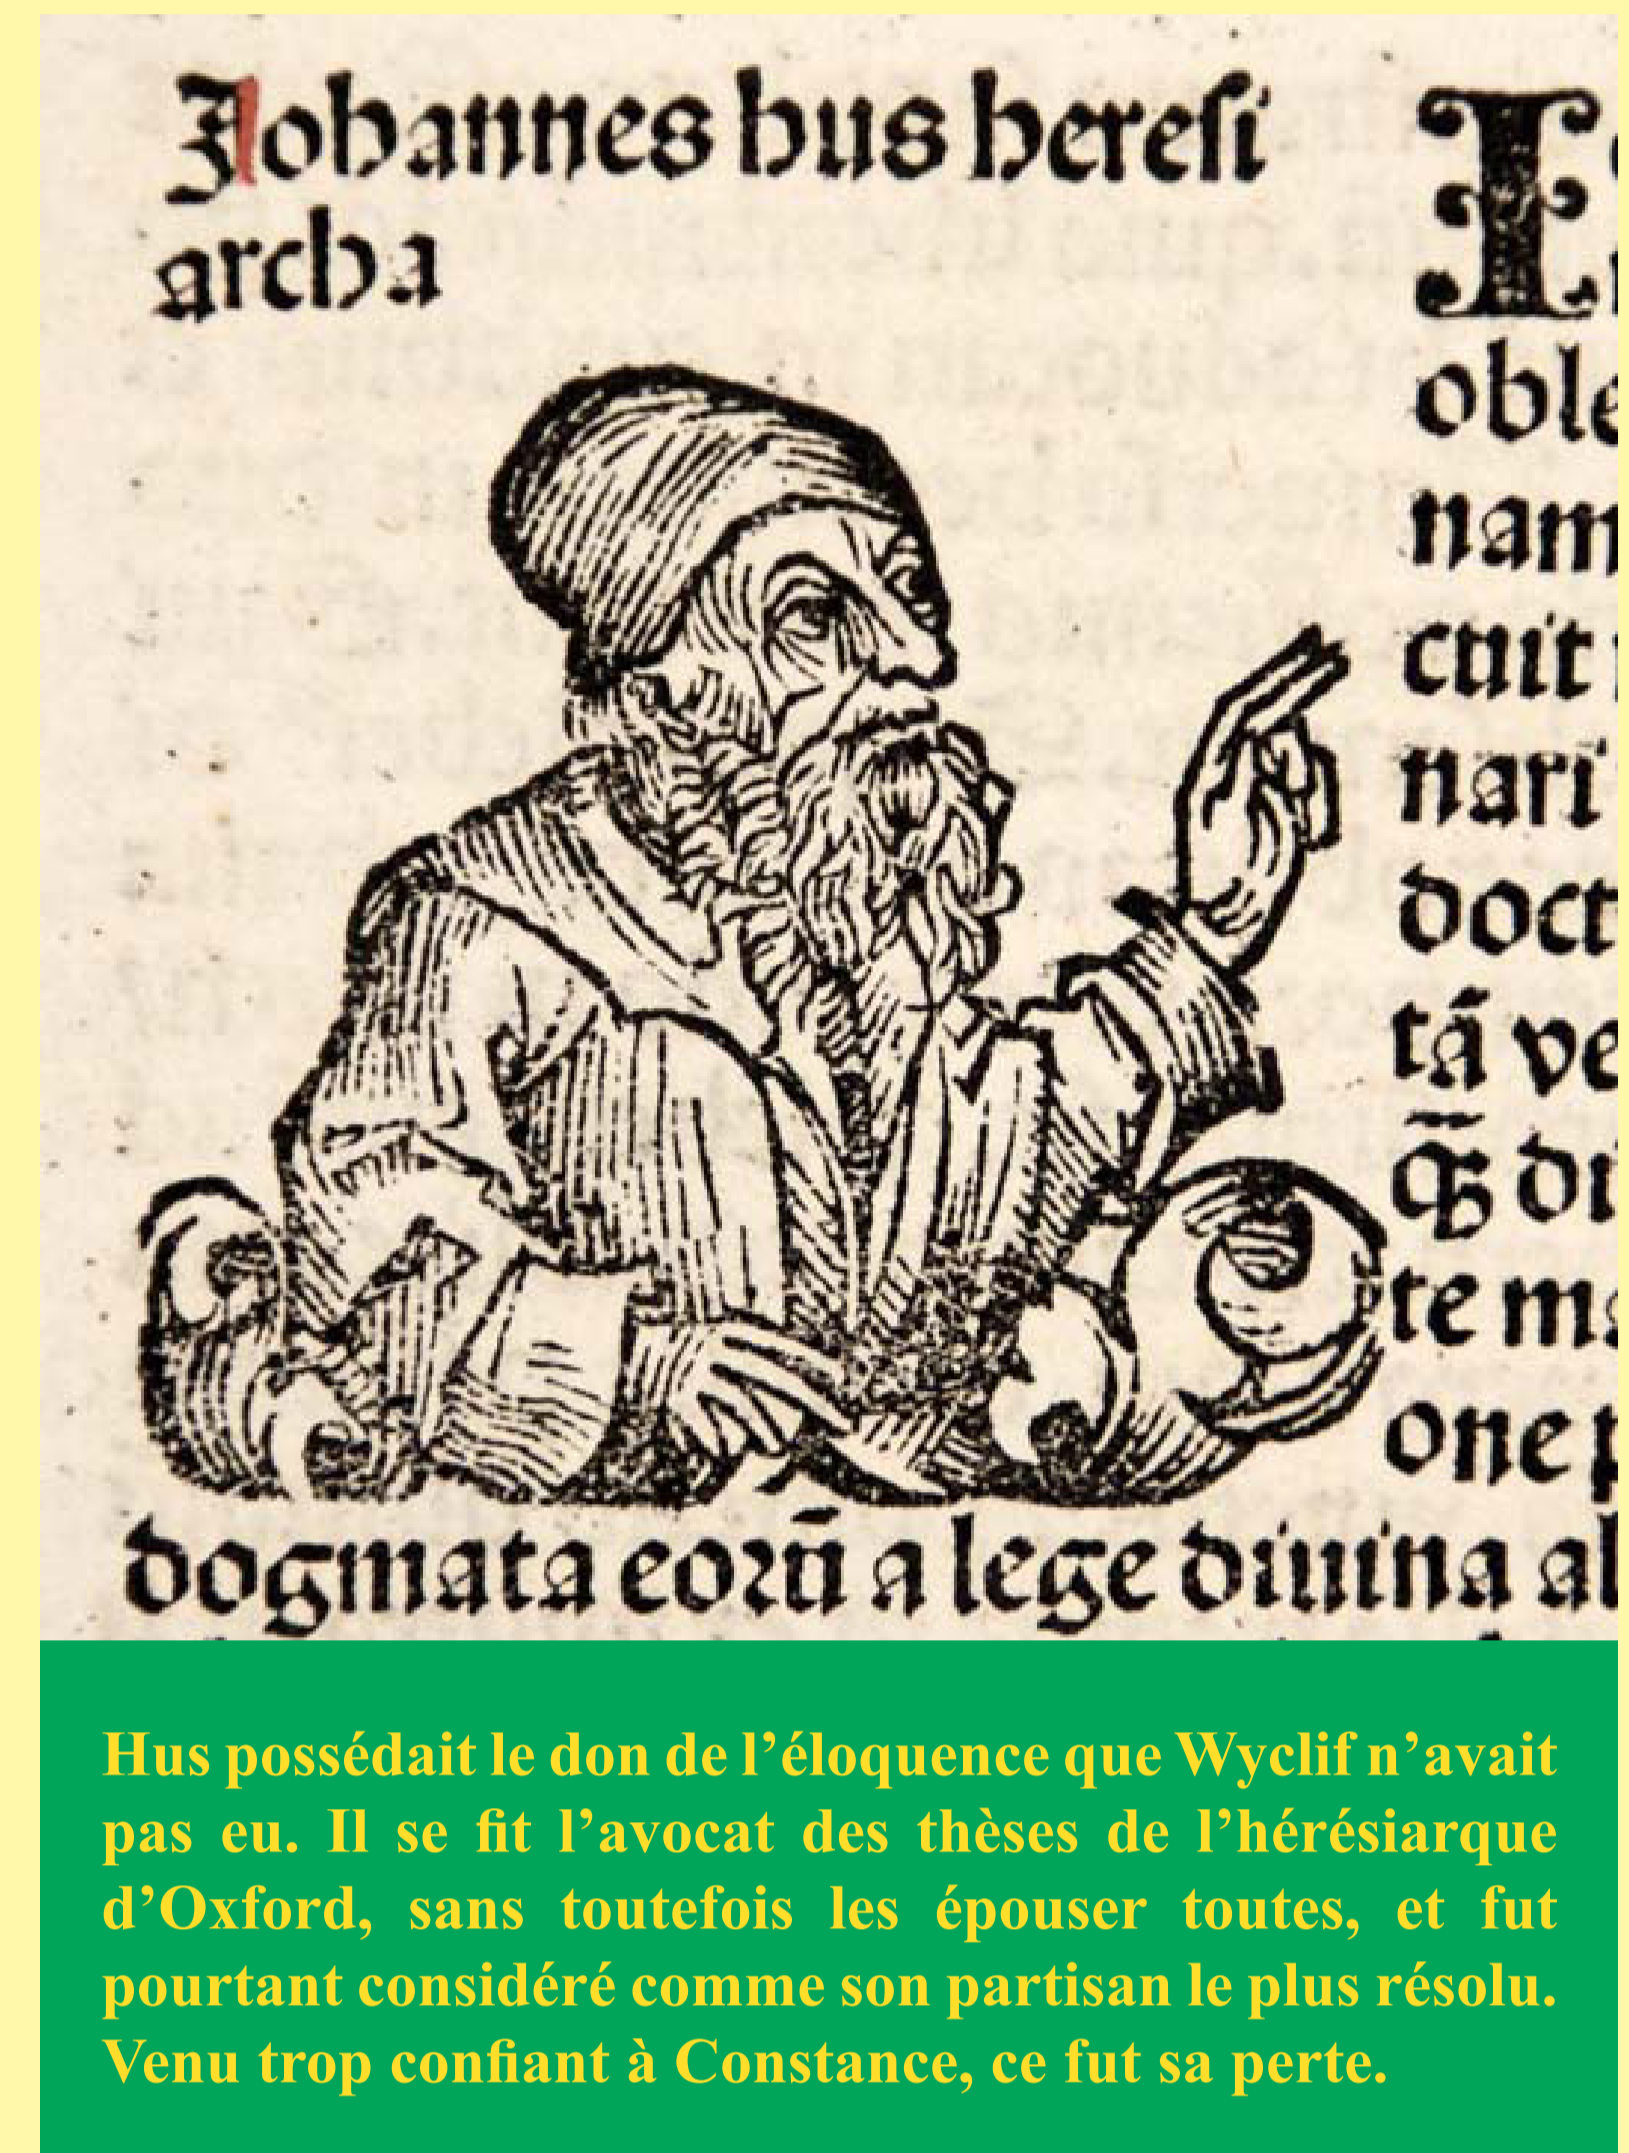 Johannes hus heresi
archa
I
oble
nam
cuit
nari
doct
tā ve
q̄ʒ di
te ma
one p
dogmata eoꝛū a lege diuina al
Hus possédait le don de l’éloquence que Wyclif n’avait
pas eu. Il se fit l’avocat des thèses de l’hérésiarque
d’Oxford, sans toutefois les épouser toutes, et fut
pourtant considéré comme son partisan le plus résolu.
Venu trop confiant à Constance, ce fut sa perte.